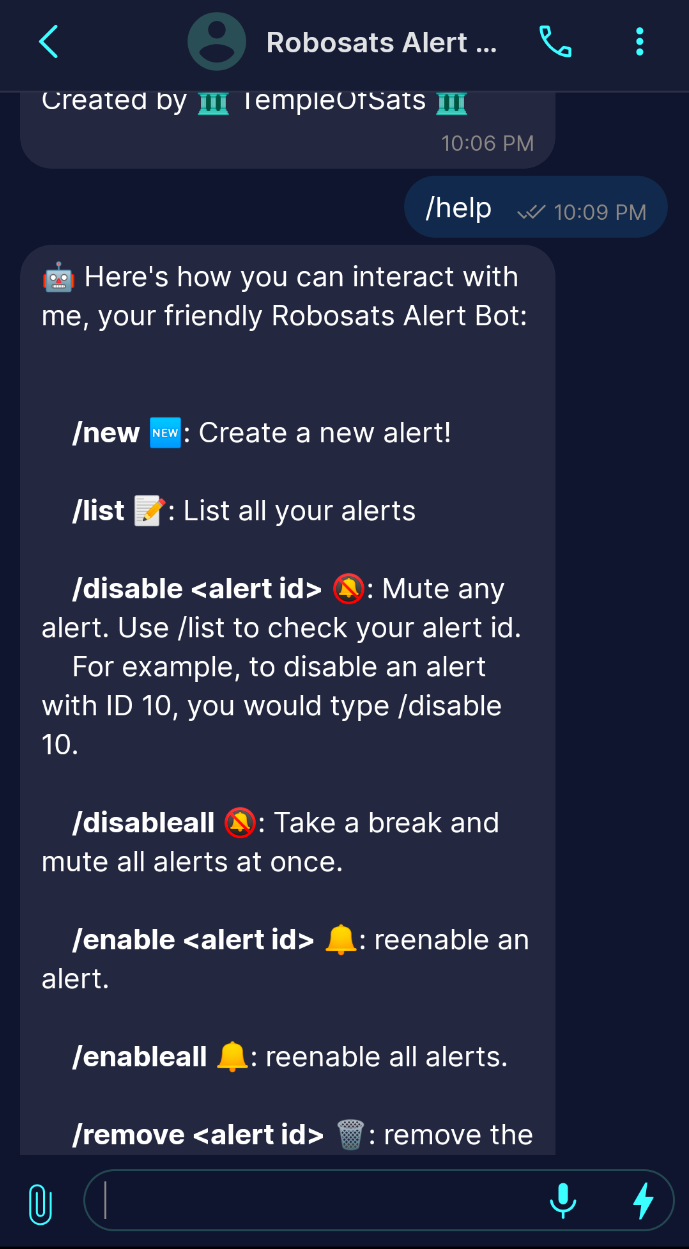 Robosats Alert ...
Created by 🏛️ TempleOfSats 🏛️
10:06 PM
/help 10:09 PM
🤖 Here's how you can interact with
me, your friendly Robosats Alert Bot:
/new 🆕: Create a new alert!
/list 📝: List all your alerts
/disable <alert id> 🔕: Mute any
alert. Use /list to check your alert id.
For example, to disable an alert
with ID 10, you would type /disable
10.
/disableall 🔕: Take a break and
mute all alerts at once.
/enable <alert id> 🔔: reenable an
alert.
/enableall 🔔: reenable all alerts.
/remove <alert id> 🗑️: remove the